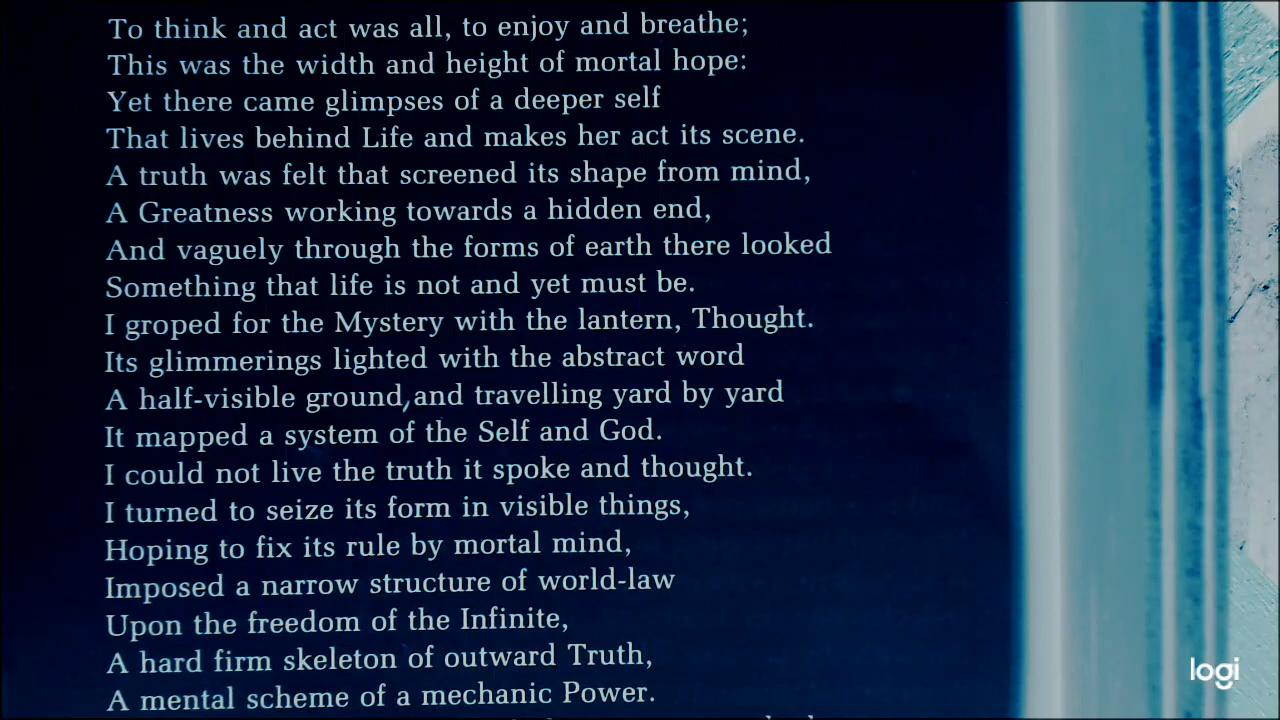 To think and act was all, to enjoy and breathe;
This was the width and height of mortal hope:
Yet there came glimpses of a deeper self
That lives behind Life and makes her act its scene.
A truth was felt that screened its shape from mind,
A Greatness working towards a hidden end,
And vaguely through the forms of earth there looked
Something that life is not and yet must be.
I groped for the Mystery with the lantern, Thought.
Its glimmerings lighted with the abstract word
A half-visible ground, and travelling yard by yard
It mapped a system of the Self and God.
I could not live the truth it spoke and thought.
I turned to seize its form in visible things,
Hoping to fix its rule by mortal mind,
Imposed a narrow structure of world-law
Upon the freedom of the Infinite,
A hard firm skeleton of outward Truth,
A mental scheme of a mechanic Power.
logi